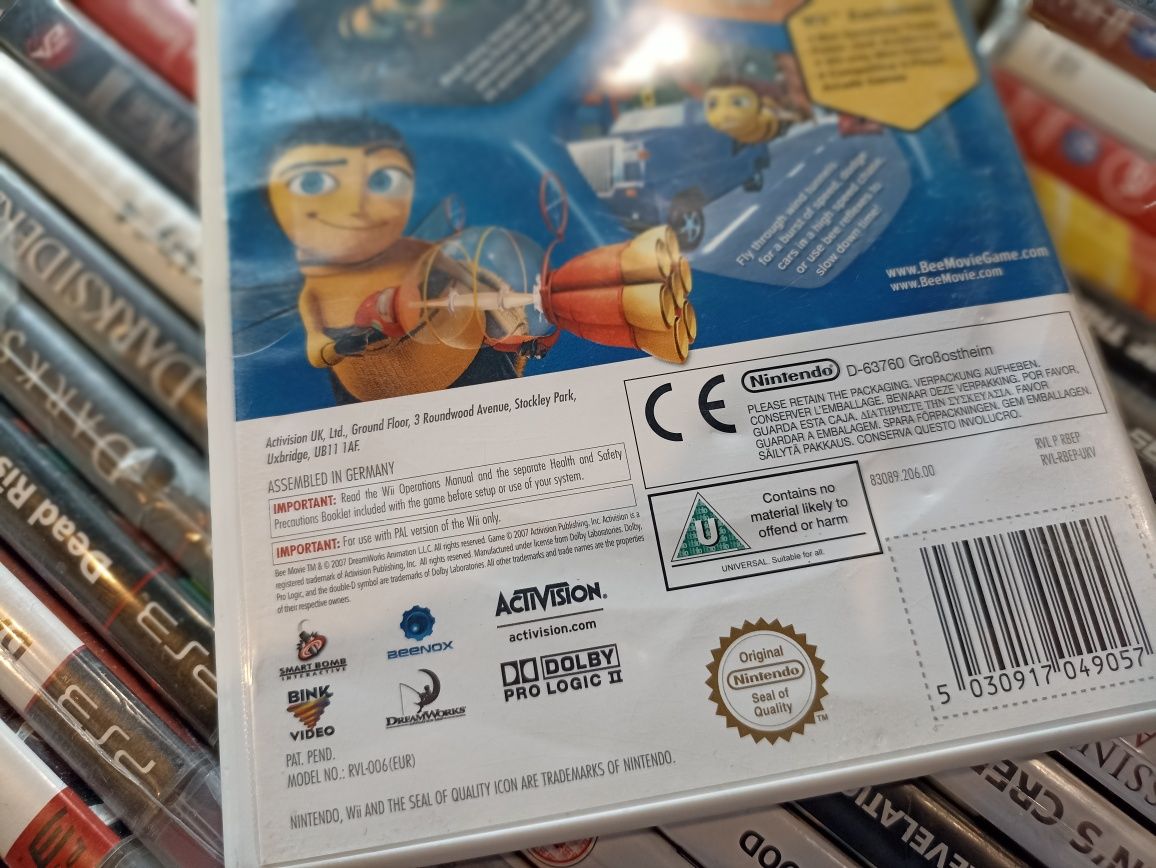 Fly through wind tunnels
for a burst of speed, dodge
cars in a high speed chase,
or use bee reflexes to
slow down time!
www.BeeMovieGame.com
www.BeeMovie.com
Activision UK, Ltd., Ground Floor, 3 Roundwood Avenue, Stockley Park,
Uxbridge, UB11 1AF.
ASSEMBLED IN GERMANY
IMPORTANT: Read the Wii Operations Manual and the separate Health and Safety
Precautions Booklet included with the game before setup or use of your system.
IMPORTANT: For use with PAL version of the Wii only.
Bee Movie TM & © 2007 DreamWorks Animation L.L.C. All rights reserved. Game © 2007 Activision Publishing, Inc. Activision is a
registered trademark of Activision Publishing, Inc. All rights reserved. Manufactured under license from Dolby Laboratories. Dolby,
Pro Logic, and the double-D symbol are trademarks of Dolby Laboratories. All other trademarks and trade names are the properties
of their respective owners.
CE
Nintendo D-63760 Großostheim
PLEASE RETAIN THE PACKAGING. VERPACKUNG AUFHEBEN.
CONSERVER L'EMBALLAGE. BEWAAR DEZE VERPAKKING. POR FAVOR,
GUARDA ESTA CAJA. ΔΙΑΤΗΡΗΣΤΕ ΤΗΝ ΣΥΣΚΕΥΑΣΙΑ. FAVOR
GUARDAR A EMBALAGEM. SPARA FÖRPACKNINGEN. GEM EMBALLAGEN.
SÄILYTÄ PAKKAUS. CONSERVA QUESTO INVOLUCRO.
RVL P RBEP
RVL-RBEP-UKV
83089.206.00
U
Contains no
material likely to
offend or harm
UNIVERSAL. Suitable for all.
SMART BOMB
INTERACTIVE
BEENOX
ACTIVISION.
activision.com
BINK
VIDEO
DREAMWORKS
DOLBY
PRO LOGIC II
Original
Nintendo
Seal of
Quality
TM
5 030917 049057
PAT. PEND.
MODEL NO.: RVL-006(EUR)
NINTENDO, Wii AND THE SEAL OF QUALITY ICON ARE TRADEMARKS OF NINTENDO.
DARKSIDERS
Dead Ris
PS3
PS3